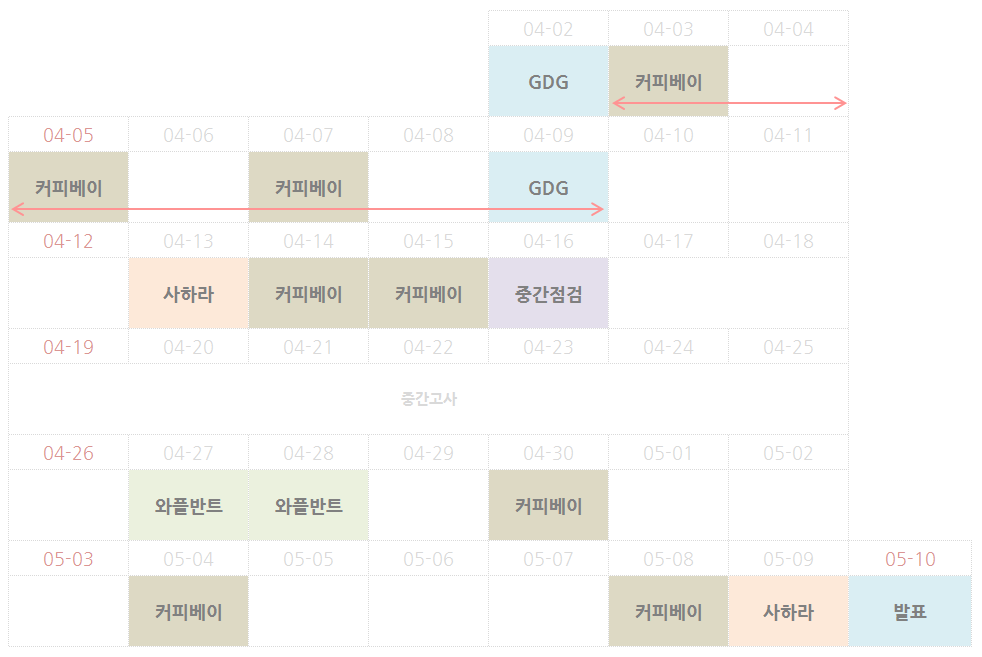 04-02 04-03 04-04
GDG 커피베이
04-05 04-06 04-07 04-08 04-09 04-10 04-11
커피베이 커피베이 GDG
04-12 04-13 04-14 04-15 04-16 04-17 04-18
사하라 커피베이 커피베이 중간점검
04-19 04-20 04-21 04-22 04-23 04-24 04-25
중간고사
04-26 04-27 04-28 04-29 04-30 05-01 05-02
와플반트 와플반트 커피베이
05-03 05-04 05-05 05-06 05-07 05-08 05-09 05-10
커피베이 커피베이 사하라 발표